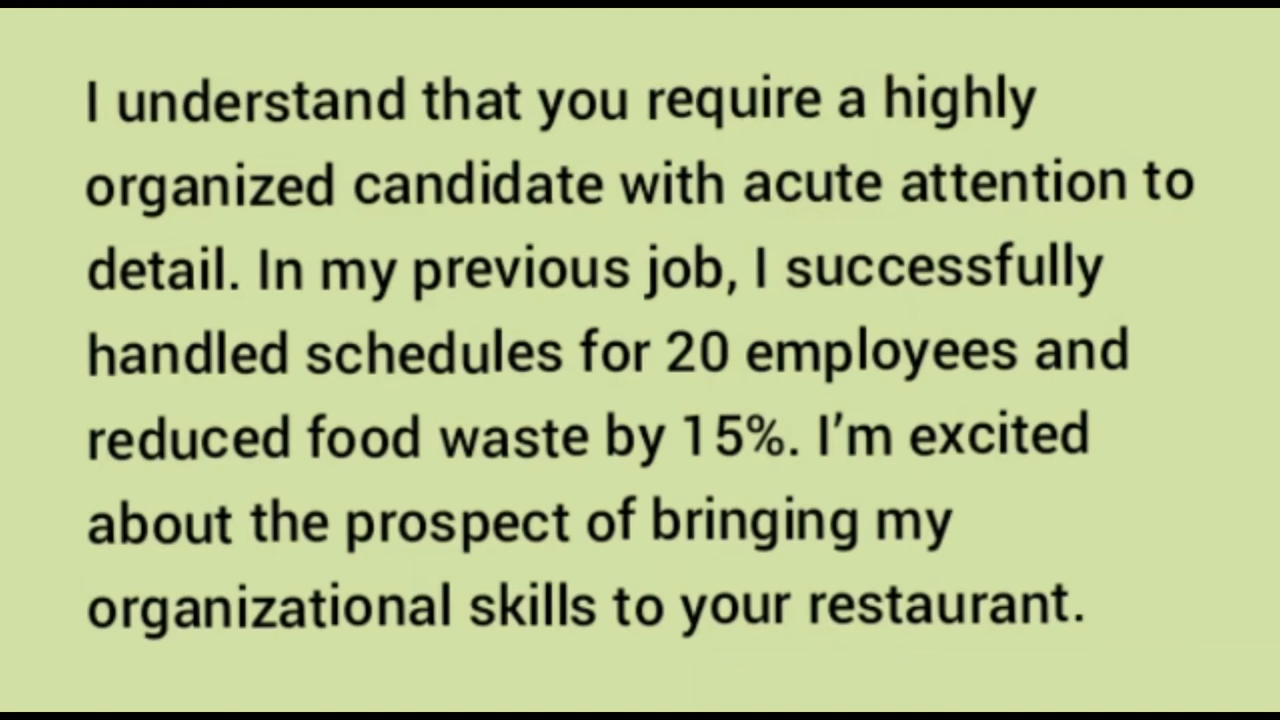 I understand that you require a highly
organized candidate with acute attention to
detail. In my previous job, I successfully
handled schedules for 20 employees and
reduced food waste by 15%. I’m excited
about the prospect of bringing my
organizational skills to your restaurant.